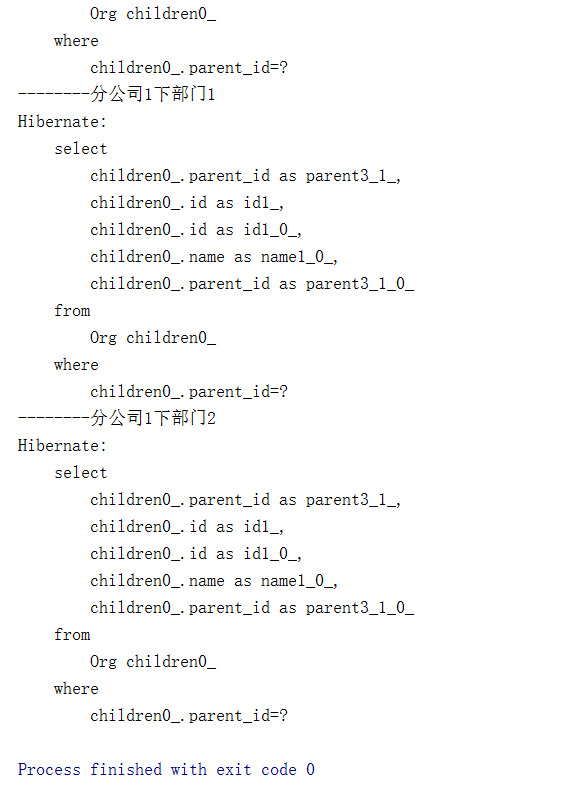 Org children0_
    where
        children0_.parent_id=?
--------分公司1下部门1
Hibernate:
    select
        children0_.parent_id as parent3_1_,
        children0_.id as id1_,
        children0_.id as id1_0_,
        children0_.name as name1_0_,
        children0_.parent_id as parent3_1_0_
    from
        Org children0_
    where
        children0_.parent_id=?
--------分公司1下部门2
Hibernate:
    select
        children0_.parent_id as parent3_1_,
        children0_.id as id1_,
        children0_.id as id1_0_,
        children0_.name as name1_0_,
        children0_.parent_id as parent3_1_0_
    from
        Org children0_
    where
        children0_.parent_id=?
Process finished with exit code 0